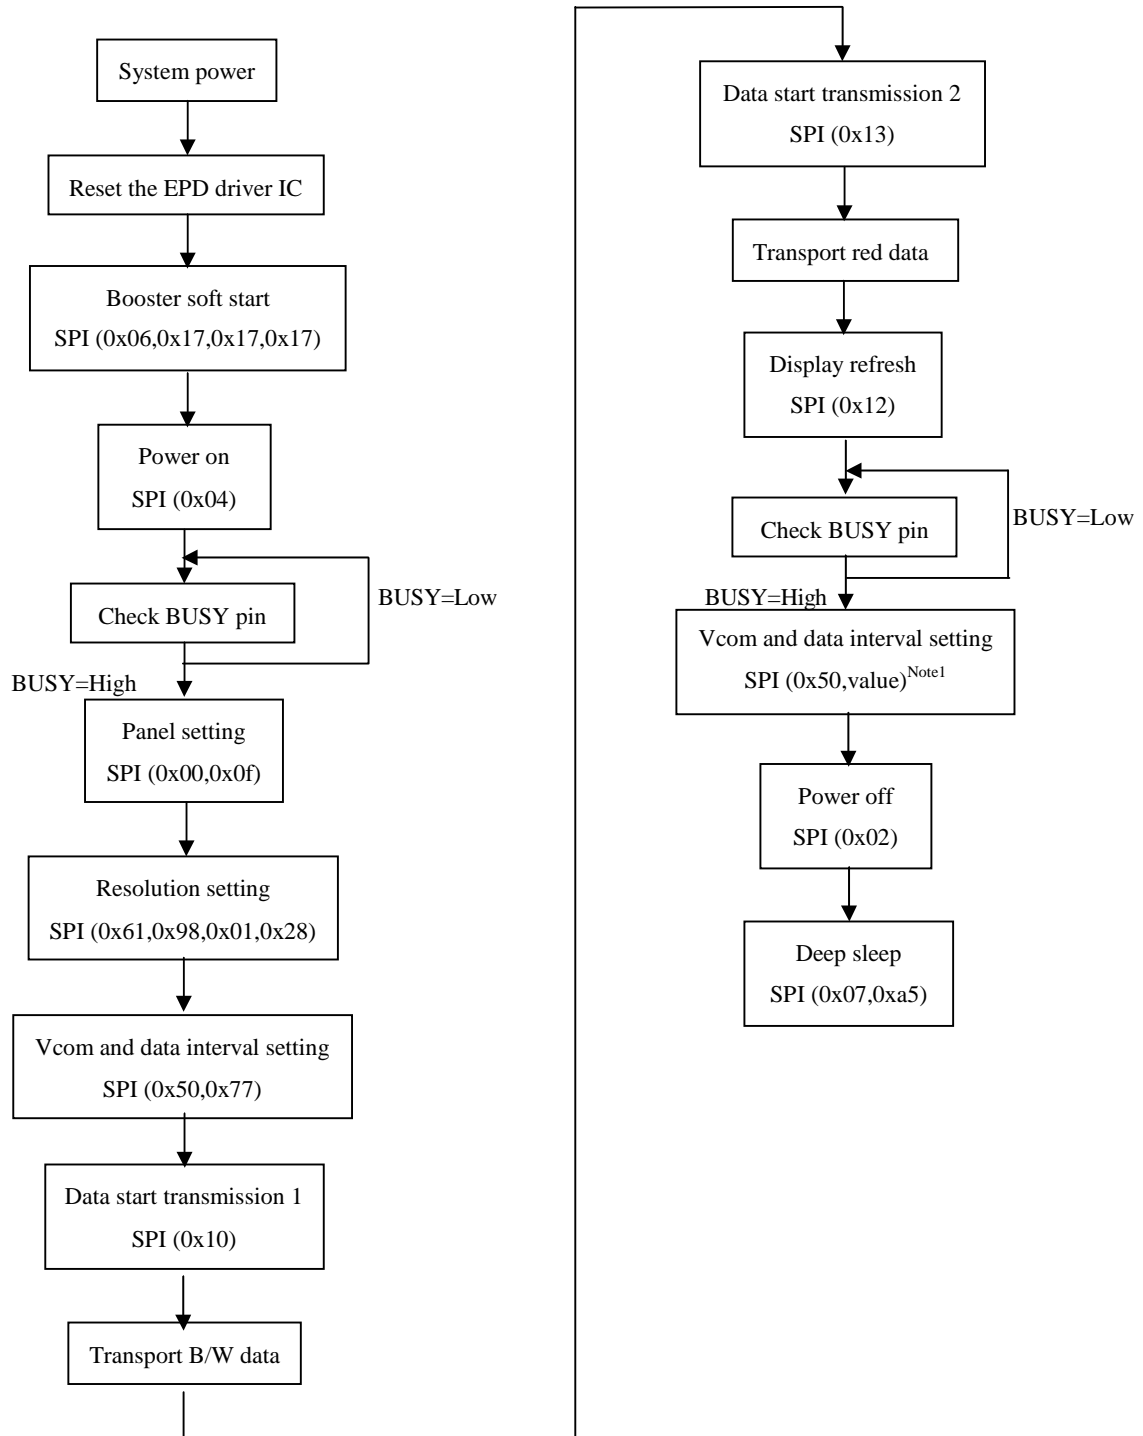 System power
Reset the EPD driver IC
Booster soft start
SPI (0x06,0x17,0x17,0x17)
Power on
SPI (0x04)
Check BUSY pin
BUSY=Low
BUSY=High
Panel setting
SPI (0x00,0x0f)
Resolution setting
SPI (0x61,0x98,0x01,0x28)
Vcom and data interval setting
SPI (0x50,0x77)
Data start transmission 1
SPI (0x10)
Transport B/W data
Data start transmission 2
SPI (0x13)
Transport red data
Display refresh
SPI (0x12)
Check BUSY pin
BUSY=Low
BUSY=High
Vcom and data interval setting
SPI (0x50,value)Note1
Power off
SPI (0x02)
Deep sleep
SPI (0x07,0xa5)